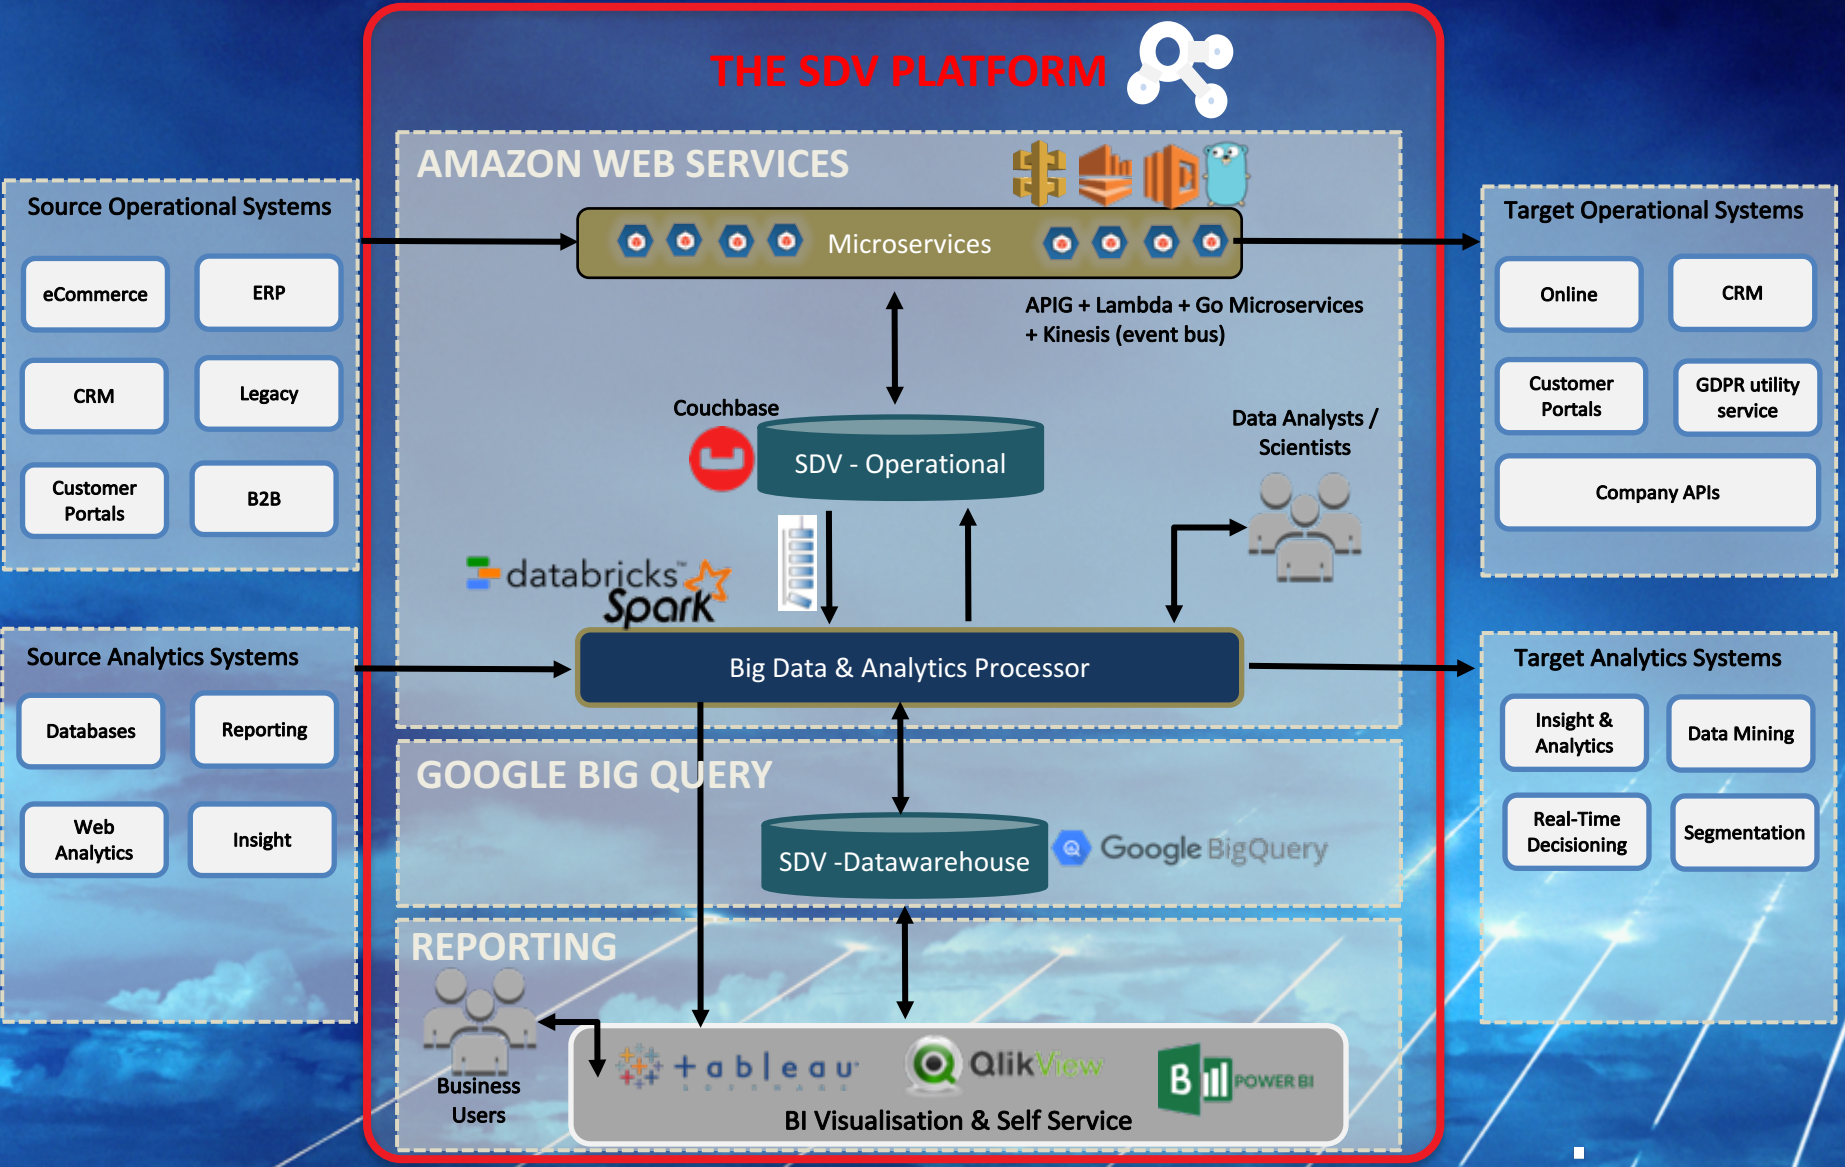 THE SDV PLATFORM
AMAZON WEB SERVICES
Source Operational Systems
eCommerce
ERP
CRM
Legacy
Customer
Portals
B2B
Microservices
APIG + Lambda + Go Microservices
+ Kinesis (event bus)
Target Operational Systems
Online
CRM
Customer
Portals
GDPR utility
service
Company APIs
Couchbase
SDV - Operational
Data Analysts /
Scientists
databricks™
Spark
Source Analytics Systems
Databases
Reporting
Web
Analytics
Insight
Big Data & Analytics Processor
Target Analytics Systems
Insight &
Analytics
Data Mining
Real-Time
Decisioning
Segmentation
GOOGLE BIG QUERY
SDV -Datawarehouse
Google BigQuery
REPORTING
Business
Users
+ a b l e a u
S O F T W A R E
QlikView
B
POWER BI
BI Visualisation & Self Service